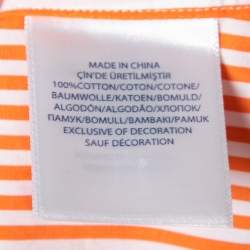 MADE IN CHINA
ÇİN'DE ÜRETİLMİŞTİR
100%COTTON/COTON/COTONE/
BAUMWOLLE/KATOEN/BOMULD/
ALGODÓN/ALGODÃO/ХЛОПОК/
ПАМУК/BOMULL/BAMBAKI/PAMUK
EXCLUSIVE OF DECORATION
SAUF DÉCORATION